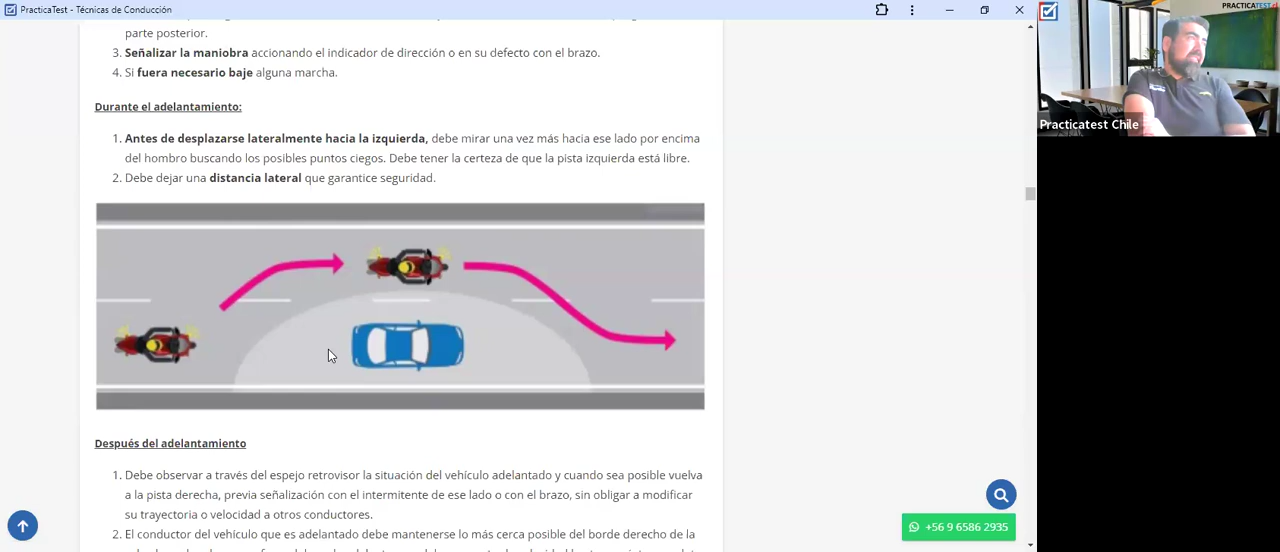 PracticaTest - Técnicas de Conducción
PRACTICATEST.cl
parte posterior.
3. Señalizar la maniobra accionando el indicador de dirección o en su defecto con el brazo.
4. Si fuera necesario baje alguna marcha.
Practicatest Chile
Durante el adelantamiento:
1. Antes de desplazarse lateralmente hacia la izquierda, debe mirar una vez más hacia ese lado por encima
del hombro buscando los posibles puntos ciegos. Debe tener la certeza de que la pista izquierda está libre.
2. Debe dejar una distancia lateral que garantice seguridad.
Después del adelantamiento
1. Debe observar a través del espejo retrovisor la situación del vehículo adelantado y cuando sea posible vuelva
a la pista derecha, previa señalización con el intermitente de ese lado o con el brazo, sin obligar a modificar
su trayectoria o velocidad a otros conductores.
2. El conductor del vehículo que es adelantado debe mantenerse lo más cerca posible del borde derecho de la
+56 9 6586 2935